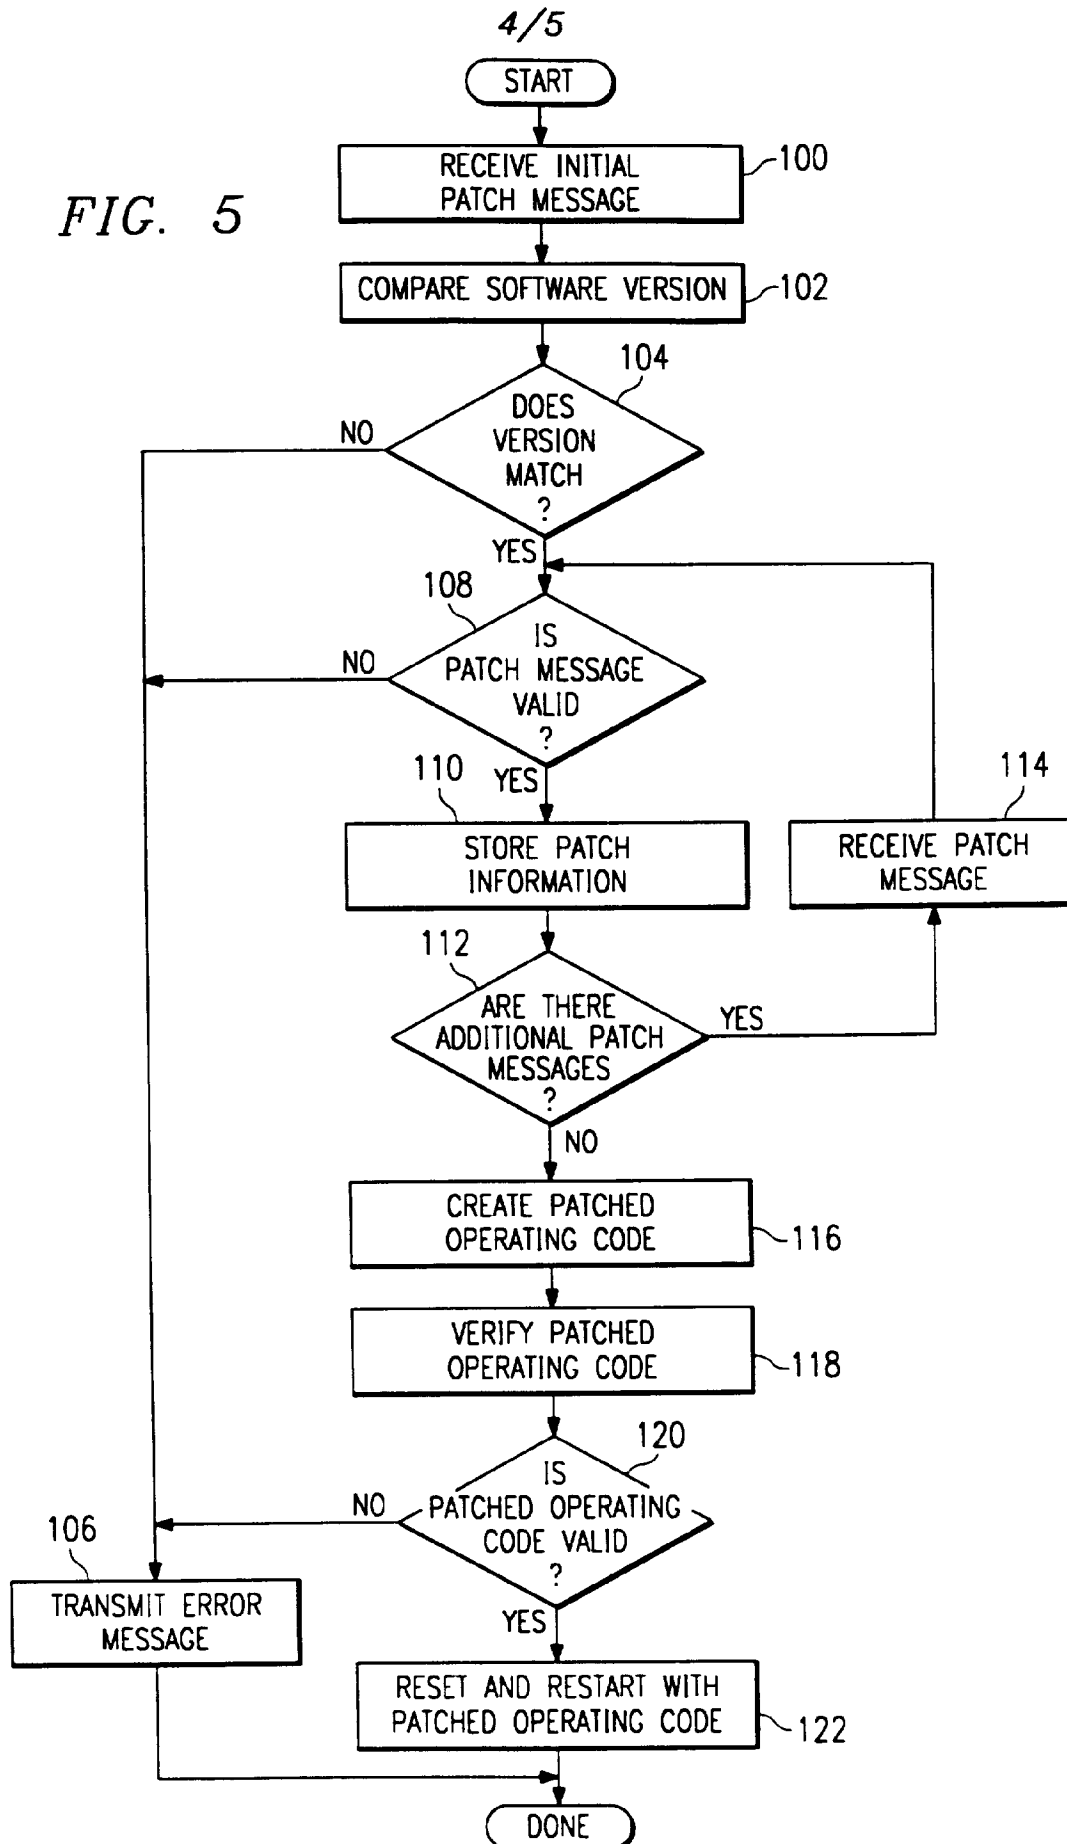 4/5
START
RECEIVE INITIAL
PATCH MESSAGE
100
FIG. 5
COMPARE SOFTWARE VERSION
102
104
DOES
VERSION
MATCH
?
NO
YES
108
IS
PATCH MESSAGE
VALID
?
NO
YES
110
STORE PATCH
INFORMATION
114
RECEIVE PATCH
MESSAGE
112
ARE THERE
ADDITIONAL PATCH
MESSAGES
?
YES
NO
CREATE PATCHED
OPERATING CODE
116
VERIFY PATCHED
OPERATING CODE
118
120
IS
PATCHED OPERATING
CODE VALID
?
NO
YES
106
TRANSMIT ERROR
MESSAGE
RESET AND RESTART WITH
PATCHED OPERATING CODE
122
DONE